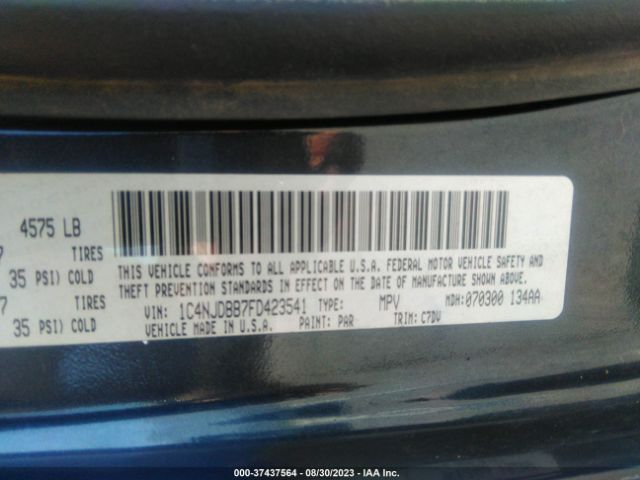 4575 LB
7 TIRES
35 PSI) COLD
7 TIRES
35 PSI) COLD
THIS VEHICLE CONFORMS TO ALL APPLICABLE U.S.A. FEDERAL MOTOR VEHICLE SAFETY AND
THEFT PREVENTION STANDARDS IN EFFECT ON THE DATE OF MANUFACTURE SHOWN ABOVE.
VIN: 1C4NJDBB7FD423541 TYPE: MPV MDH:070300 134AA
VEHICLE MADE IN U.S.A. PAINT: PAR TRIM: C7DV
000-37437564 - 08/30/2023 - IAA Inc.